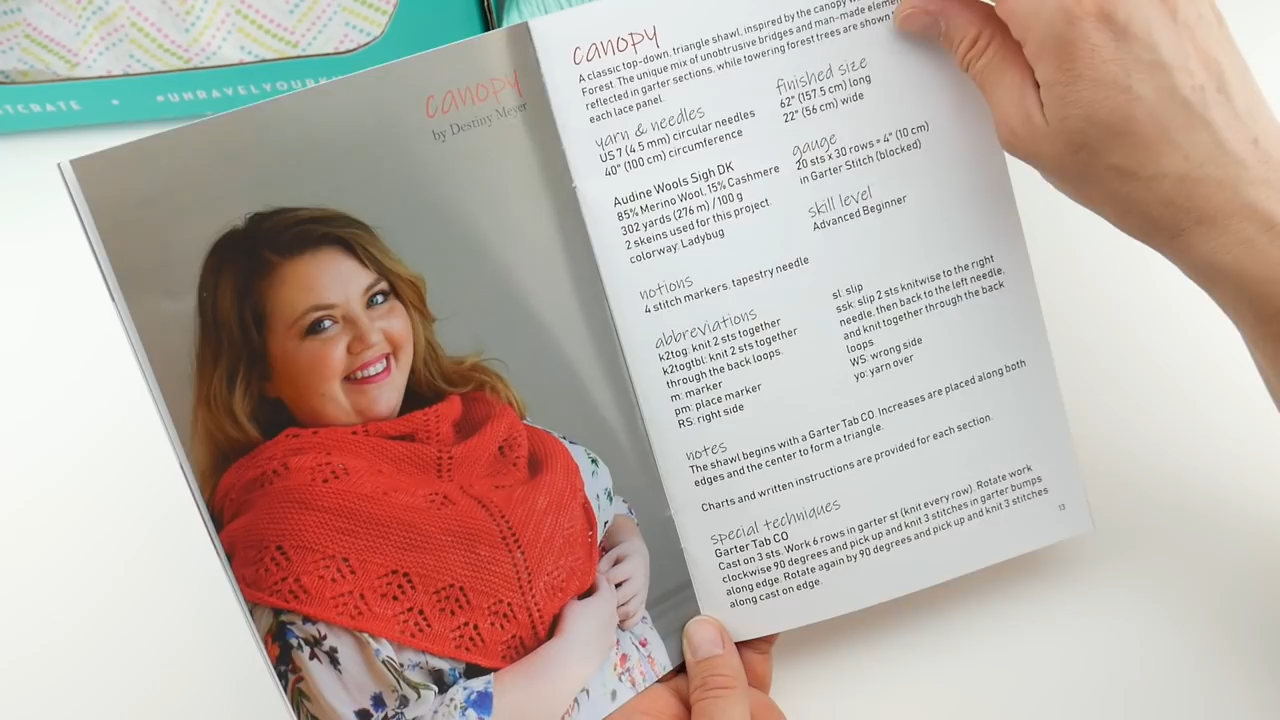 TCRATE • #UNRAVELYOUR
canopy
by Destiny Meyer
canopy
A classic top-down, triangle shawl, inspired by the canopy
Forest. The unique mix of unobtrusive bridges and man-made
reflected in garter sections, while towering forest trees are shown
each lace panel.
yarn & needles
US 7 (4.5 mm) circular needles
40" (100 cm) circumference
Audine Wools Sigh DK
85% Merino Wool, 15% Cashmere
302 yards (276 m) /100 g
2 skeins used for this project.
colorway: Ladybug
finished size
62" (157.5 cm) long
22" (56 cm) wide
gauge
20 sts x 30 rows = 4" (10 cm)
in Garter Stitch (blocked)
skill level
Advanced Beginner
notions
4 stitch markers, tapestry needle
abbreviations
k2tog: knit 2 sts together
k2togtbl: knit 2 sts together
through the back loops.
m: marker
pm: place marker
RS: right side
sl: slip
ssk: slip 2 sts knitwise to the right
needle, then back to the left needle,
and knit together through the back
loops
WS: wrong side
yo: yarn over
notes
The shawl begins with a Garter Tab CO. Increases are placed along both
edges and the center to form a triangle.
Charts and written instructions are provided for each section.
special techniques
Garter Tab CO
Cast on 3 sts. Work 6 rows in garter st (knit every row). Rotate work
clockwise 90 degrees and pick up and knit 3 stitches in garter bumps
along edge. Rotate again by 90 degrees and pick up and knit 3 stitches
along cast on edge.
13